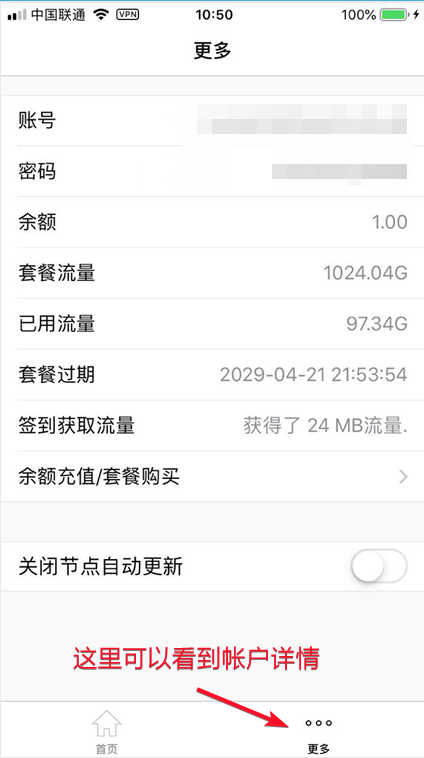 中国联通 VPN 10:50 100%
更多
账号
密码
余额 1.00
套餐流量 1024.04G
已用流量 97.34G
套餐过期 2029-04-21 21:53:54
签到获取流量 获得了 24 MB流量.
余额充值/套餐购买
关闭节点自动更新
这里可以看到帐户详情
首页 更多